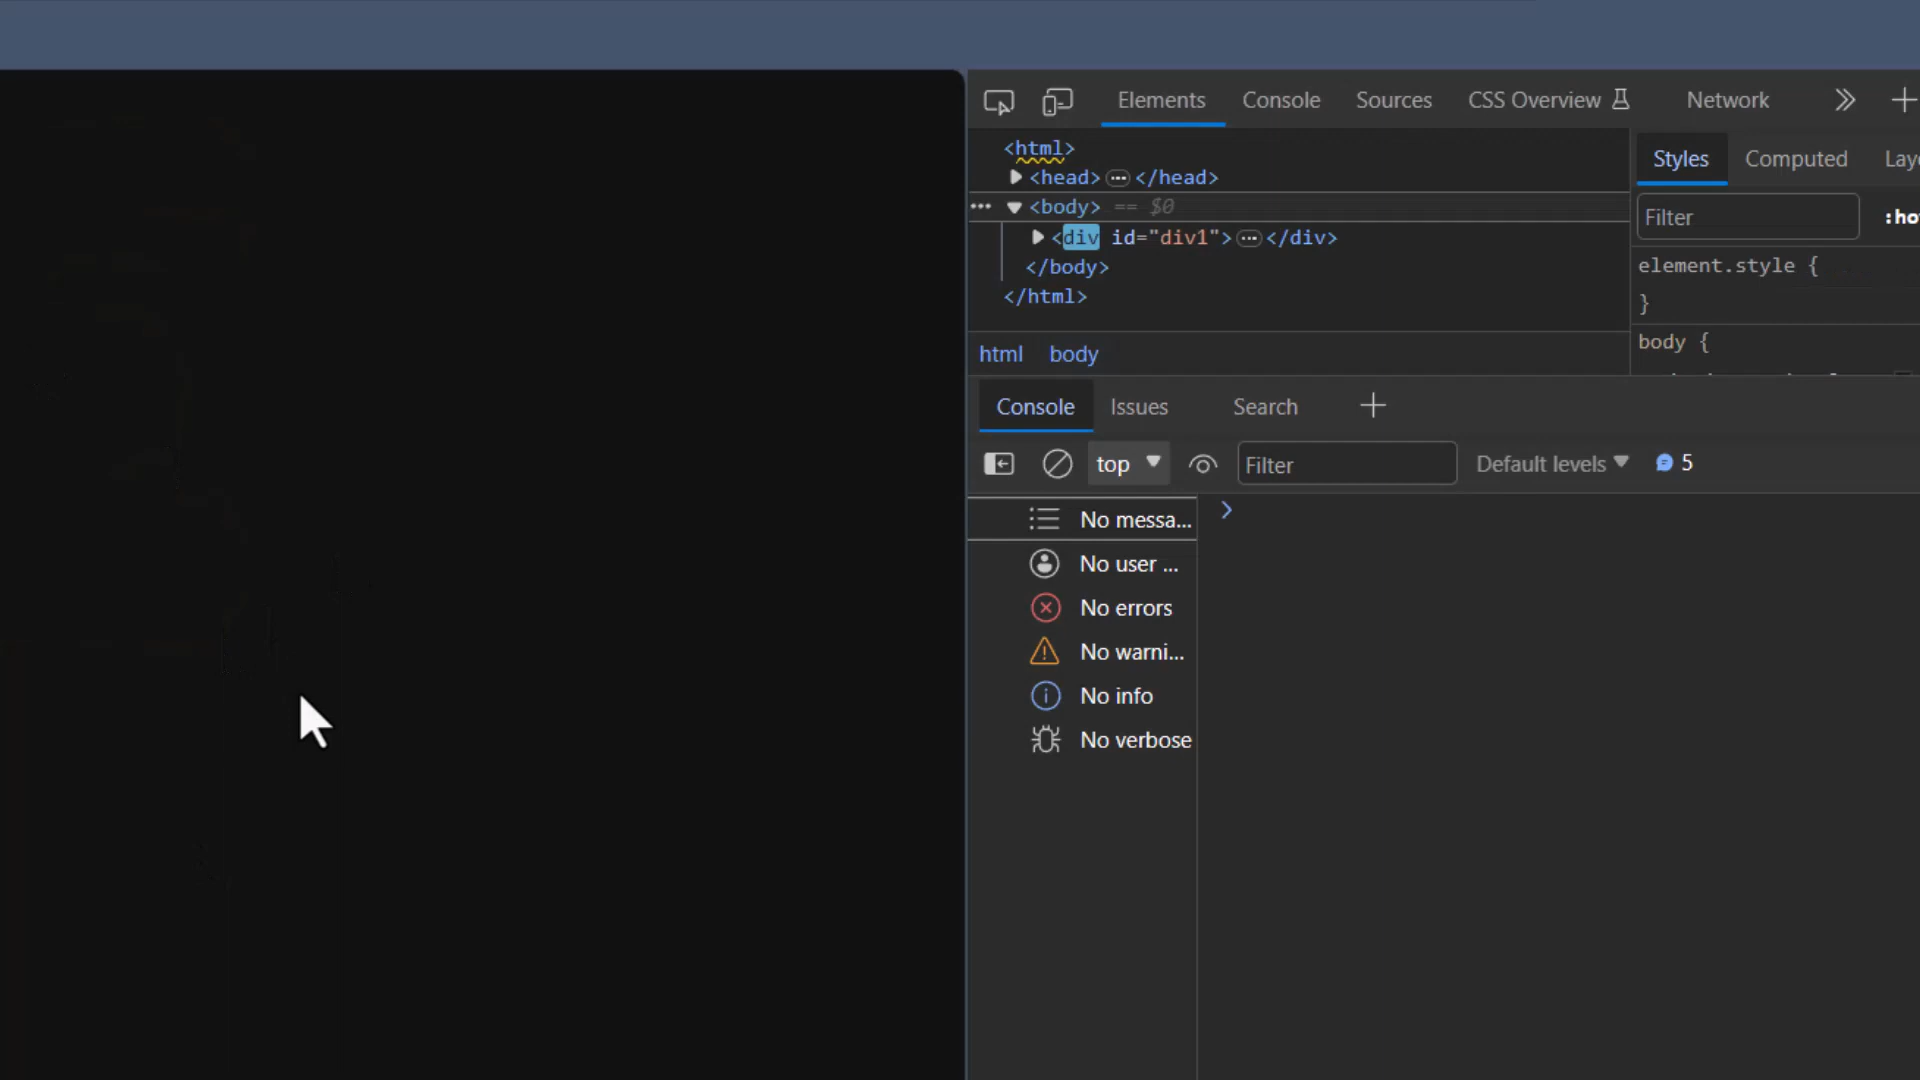 Elements Console Sources CSS Overview Network
<html>
<head> </head>
<body> == $0
<div id="div1"> </div>
</body>
</html>
html body
Styles Computed
Filter :ho
element.style {
}
body {
Console Issues Search
top Filter Default levels 5
No messa...
No user ...
No errors
No warni...
No info
No verbose